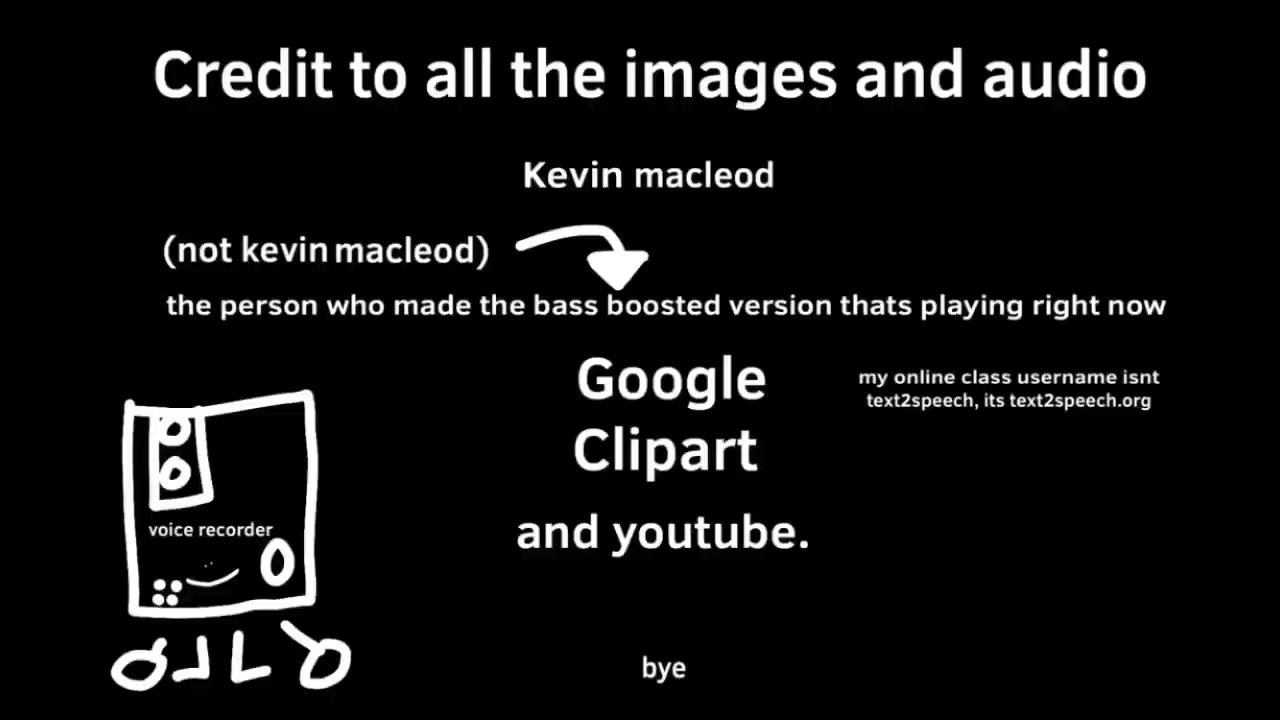 Credit to all the images and audio
Kevin macleod
(not kevin macleod)
the person who made the bass boosted version thats playing right now
Google
my online class username isnt
text2speech, its text2speech.org
Clipart
voice recorder
and youtube.
bye